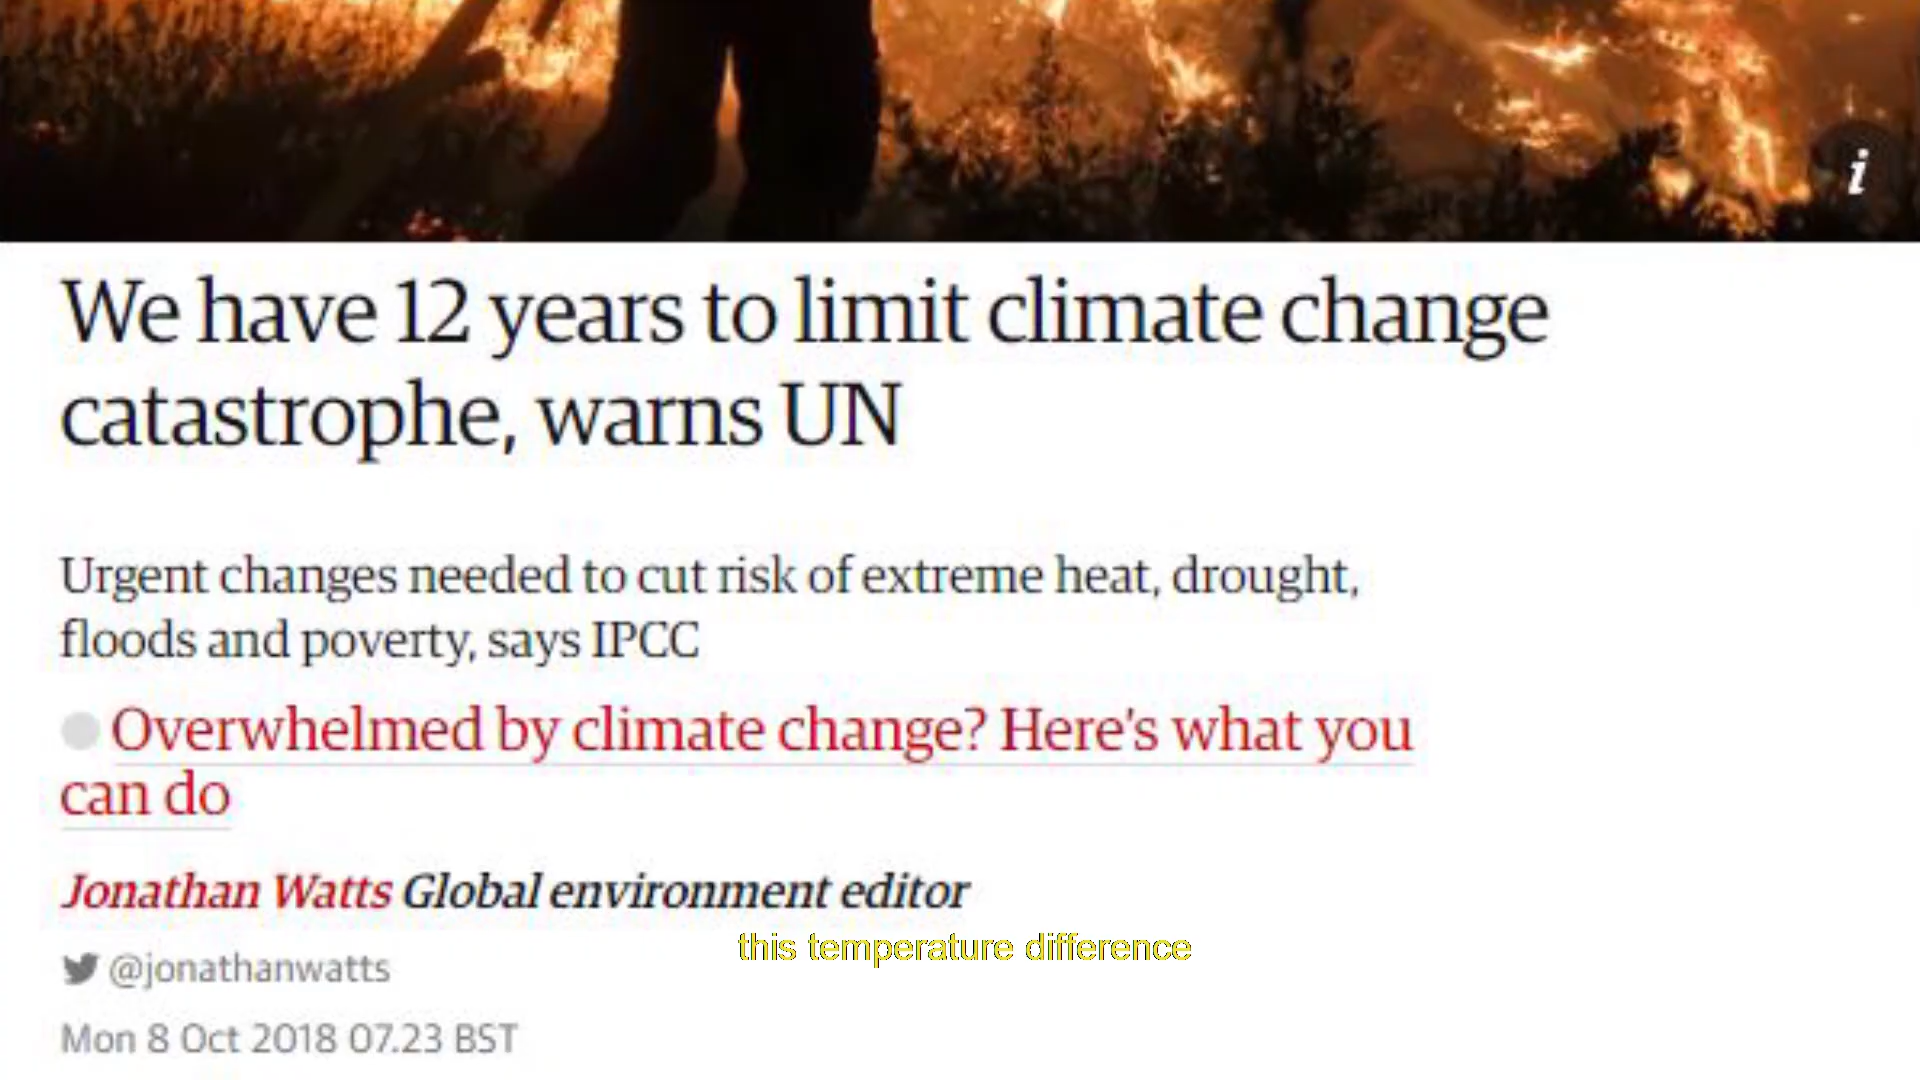 i
We have 12 years to limit climate change
catastrophe, warns UN
Urgent changes needed to cut risk of extreme heat, drought,
floods and poverty, says IPCC
Overwhelmed by climate change? Here's what you
can do
Jonathan Watts Global environment editor
this temperature difference
@jonathanwatts
Mon 8 Oct 2018 07.23 BST